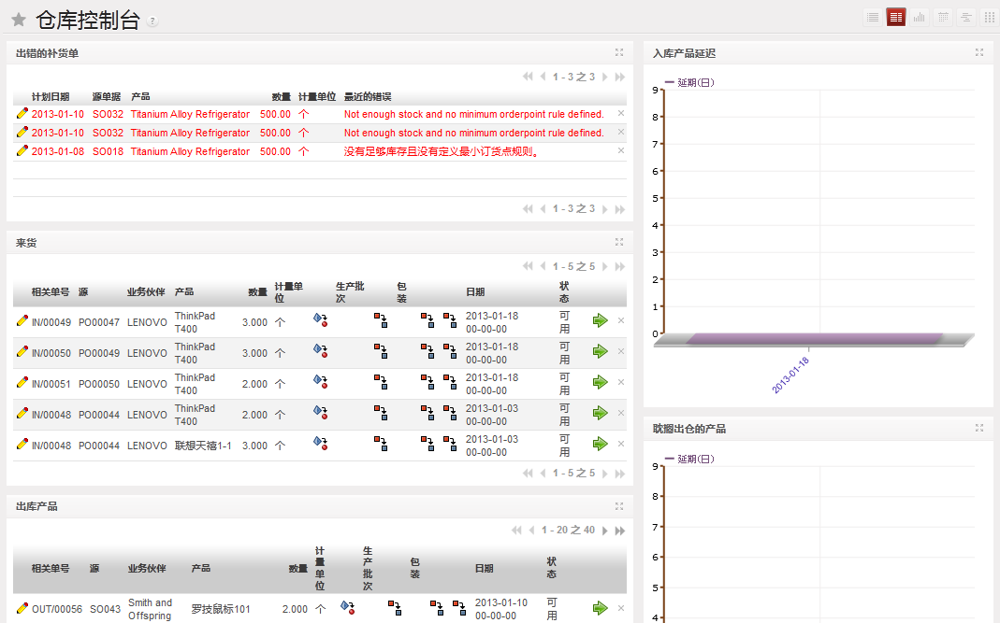 仓库控制台 ?
出错的补货单
1 - 3 之 3
计划日期 源单据 产品 数量 计量单位 最近的错误
2013-01-10 SO032 Titanium Alloy Refrigerator 500.00 个 Not enough stock and no minimum orderpoint rule defined.
2013-01-10 SO032 Titanium Alloy Refrigerator 500.00 个 Not enough stock and no minimum orderpoint rule defined.
2013-01-08 SO018 Titanium Alloy Refrigerator 500.00 个 没有足够库存且没有定义最小订货点规则。
1 - 3 之 3
来货
1 - 5 之 5
相关单号 源 业务伙伴 产品 数量 计量单位 生产批次 包装 日期 状态
IN/00049 PO00047 LENOVO ThinkPad T400 3.000 个 2013-01-18 00-00-00 可用
IN/00050 PO00049 LENOVO ThinkPad T400 3.000 个 2013-01-18 00-00-00 可用
IN/00051 PO00050 LENOVO ThinkPad T400 2.000 个 2013-01-18 00-00-00 可用
IN/00048 PO00044 LENOVO ThinkPad T400 2.000 个 2013-01-03 00-00-00 可用
IN/00048 PO00044 LENOVO 联想天禧1-1 3.000 个 2013-01-03 00-00-00 可用
1 - 5 之 5
出库产品
1 - 20 之 40
相关单号 源 业务伙伴 产品 数量 计量单位 生产批次 包装 日期 状态
OUT/00056 SO043 Smith and Offspring 罗技鼠标101 2.000 个 2013-01-10 00-00-00 可用
入库产品延迟
延期(日)
9
8
7
6
5
4
3
2
1
0
2013-01-18
耽搁出仓的产品
延期(日)
9
8
7
6
5
4